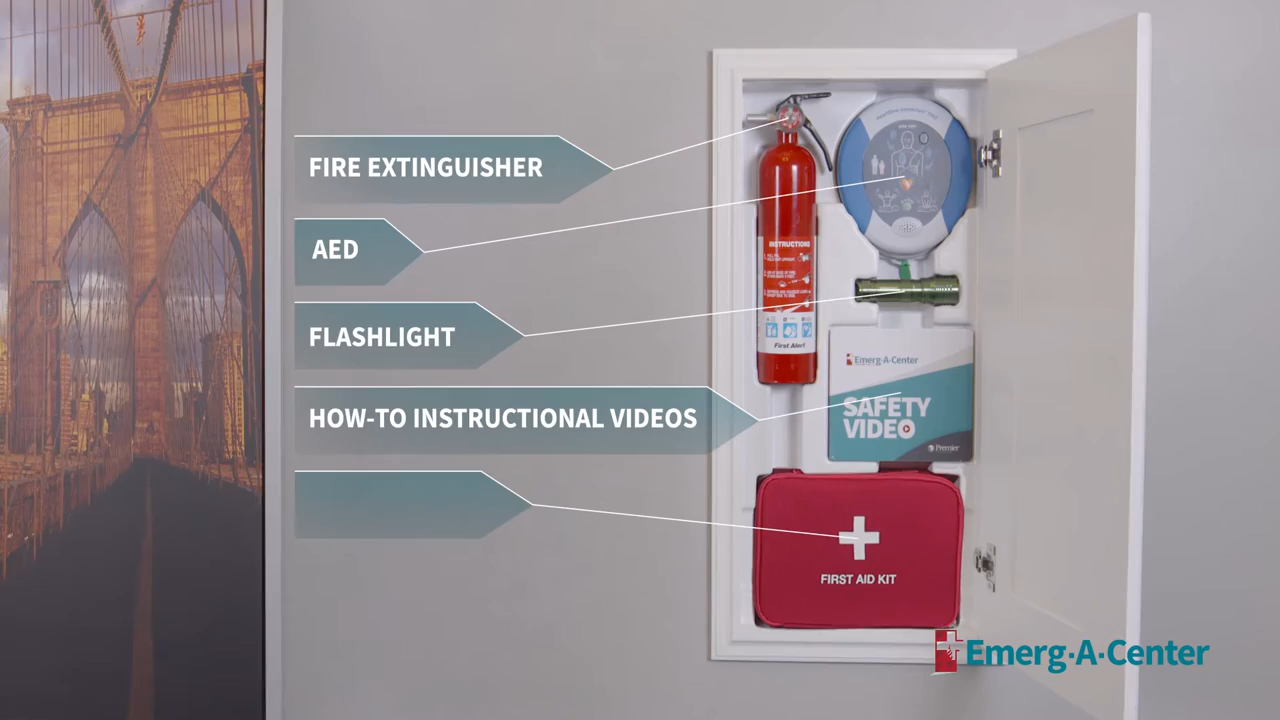 FIRE EXTINGUISHER
AED
FLASHLIGHT
HOW-TO INSTRUCTIONAL VIDEOS
INSTRUCTIONS
First Alert
Emerg-A-Center
SAFETY
VIDEO
Premier
FIRST AID KIT
Emerg·A·Center